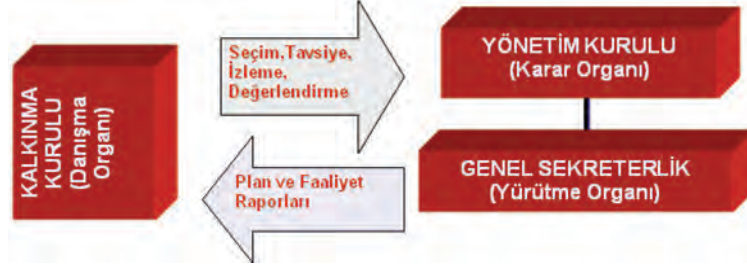 KALKINMA
KURULU
(Danışma
Organı)
Seçim,Tavsiye,
İzleme,
Değerlendirme
YÖNETİM KURULU
(Karar Organı)
Plan ve Faaliyet
Raporları
GENEL SEKRETERLİK
(Yürütme Organı)